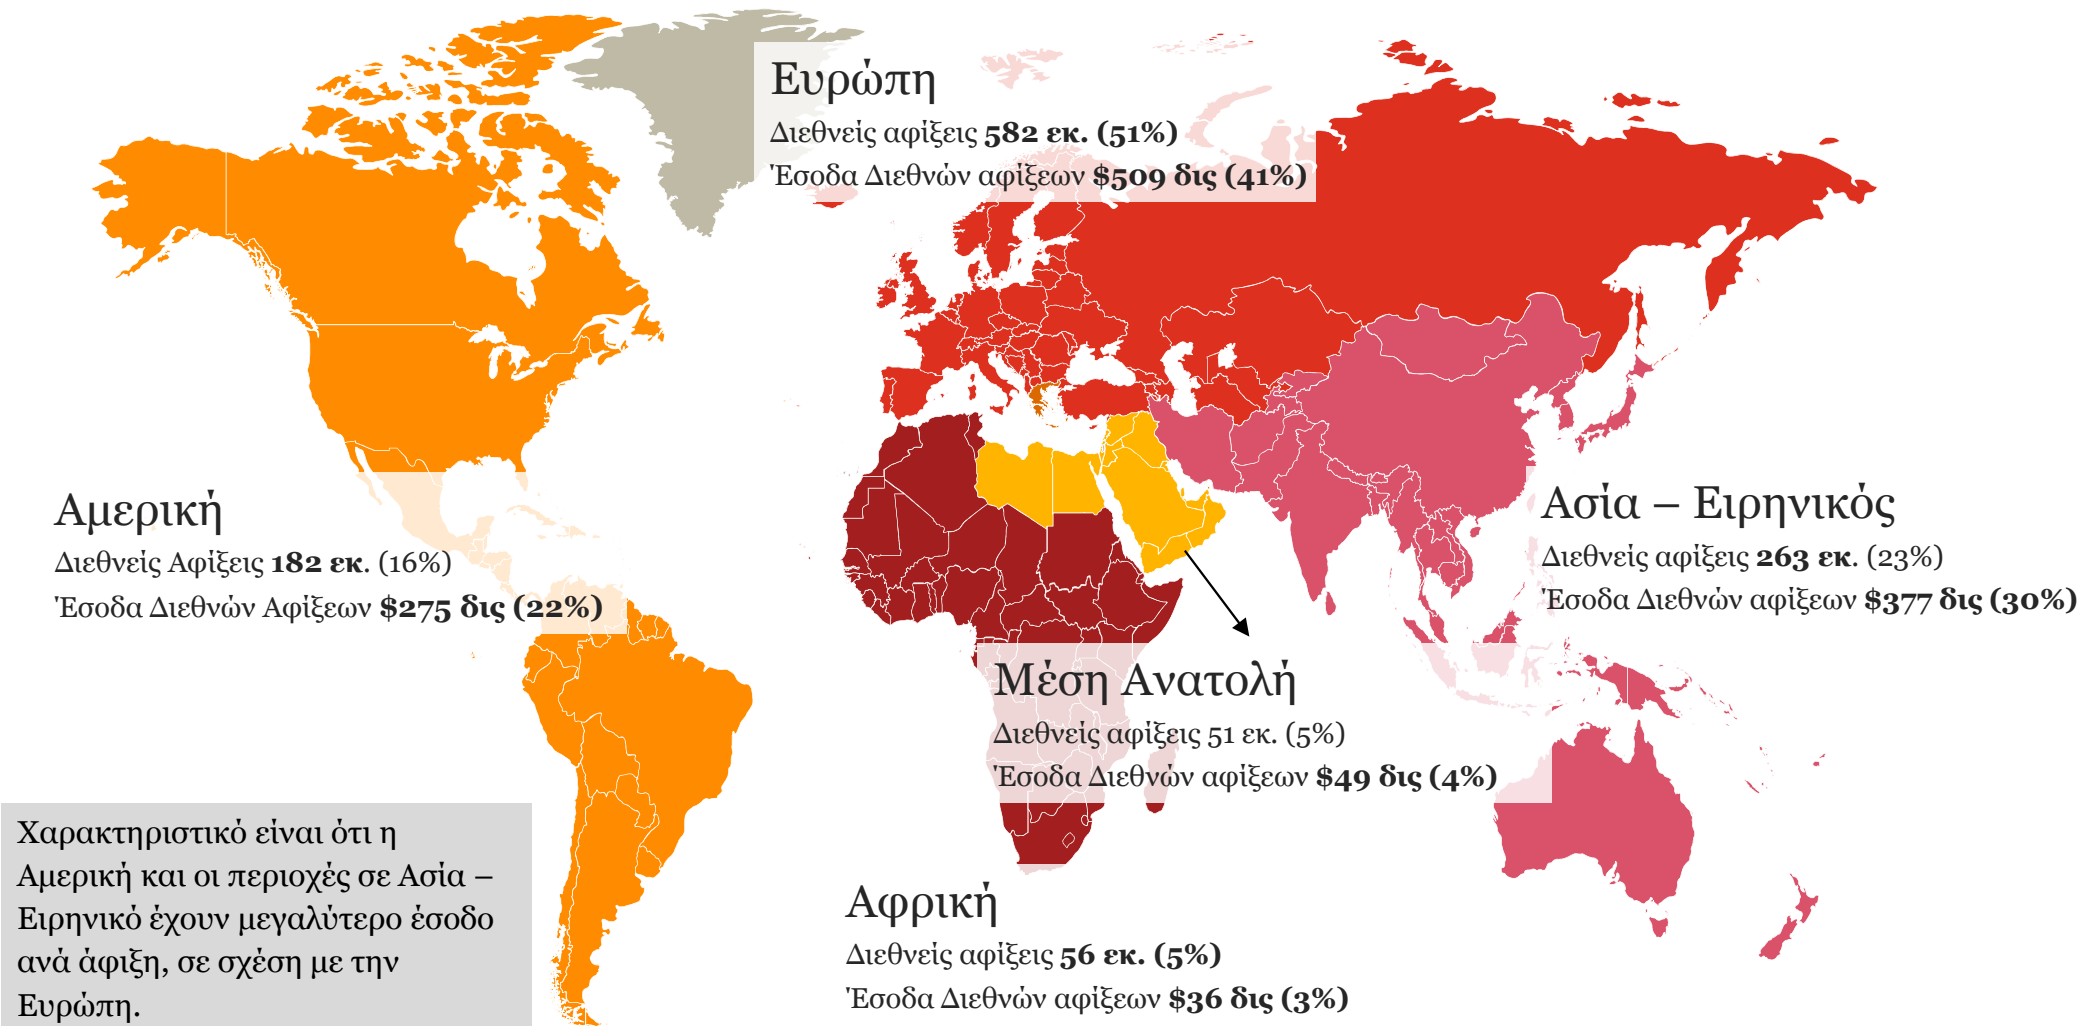 Ευρώπη
Διεθνείς αφίξεις 582 εκ. (51%)
Έσοδα Διεθνών αφίξεων $509 δις (41%)
Αμερική
Διεθνείς Αφίξεις 182 εκ. (16%)
Έσοδα Διεθνών Αφίξεων $275 δις (22%)
Ασία – Ειρηνικός
Διεθνείς αφίξεις 263 εκ. (23%)
Έσοδα Διεθνών αφίξεων $377 δις (30%)
Μέση Ανατολή
Διεθνείς αφίξεις 51 εκ. (5%)
Έσοδα Διεθνών αφίξεων $49 δις (4%)
Χαρακτηριστικό είναι ότι η
Αμερική και οι περιοχές σε Ασία –
Ειρηνικό έχουν μεγαλύτερο έσοδο
ανά άφιξη, σε σχέση με την
Ευρώπη.
Αφρική
Διεθνείς αφίξεις 56 εκ. (5%)
Έσοδα Διεθνών αφίξεων $36 δις (3%)